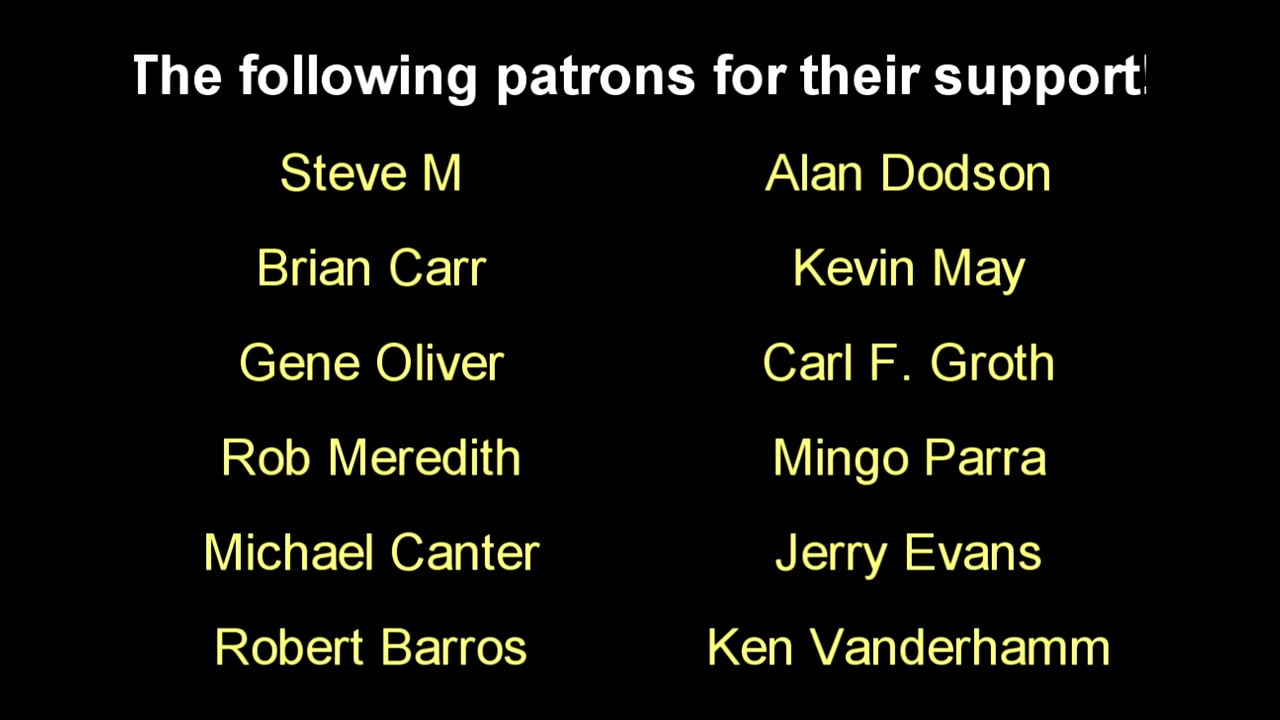 The following patrons for their support!
Steve M
Alan Dodson
Brian Carr
Kevin May
Gene Oliver
Carl F. Groth
Rob Meredith
Mingo Parra
Michael Canter
Jerry Evans
Robert Barros
Ken Vanderhamm